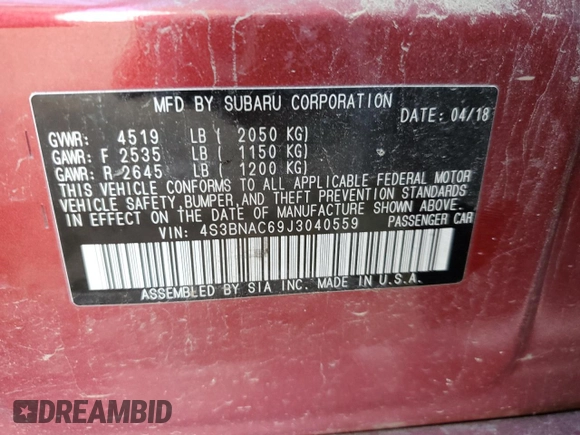 MFD BY SUBARU CORPORATION
DATE: 04/18
GVWR: 4519 LB ( 2050 KG)
GAWR: F 2535 LB ( 1150 KG)
GAWR: R 2645 LB ( 1200 KG)
THIS VEHICLE CONFORMS TO ALL APPLICABLE FEDERAL MOTOR
VEHICLE SAFETY, BUMPER, AND THEFT PREVENTION STANDARDS
IN EFFECT ON THE DATE OF MANUFACTURE SHOWN ABOVE.
VIN: 4S3BNAC69J3040559 PASSENGER CAR
ASSEMBLED BY SIA INC. MADE IN U.S.A.
DREAMBID